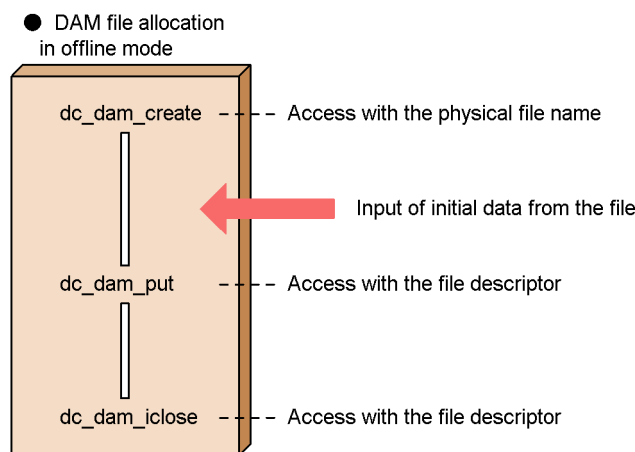 ● DAM file allocation
in offline mode
dc_dam_create
Access with the physical file name
Input of initial data from the file
dc_dam_put
Access with the file descriptor
dc_dam_iclose
Access with the file descriptor